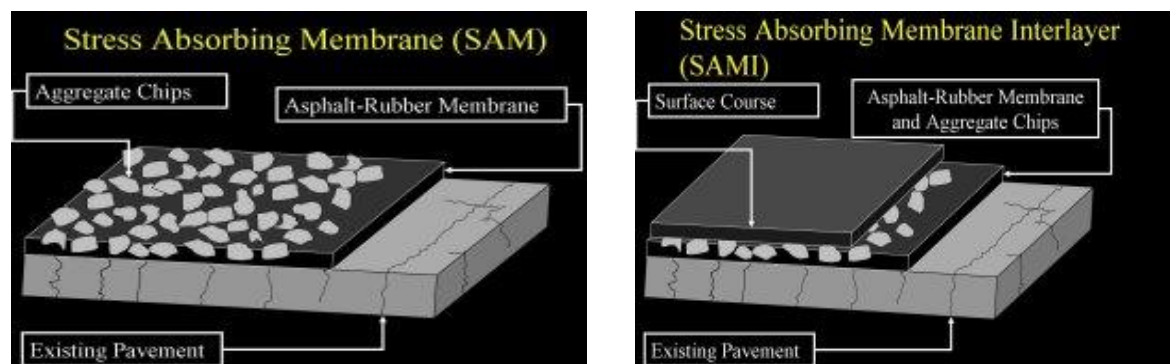 Stress Absorbing Membrane (SAM)
Aggregate Chips
Asphalt-Rubber Membrane
Existing Pavement
Stress Absorbing Membrane Interlayer
(SAMI)
Surface Course
Asphalt-Rubber Membrane
and Aggregate Chips
Existing Pavement